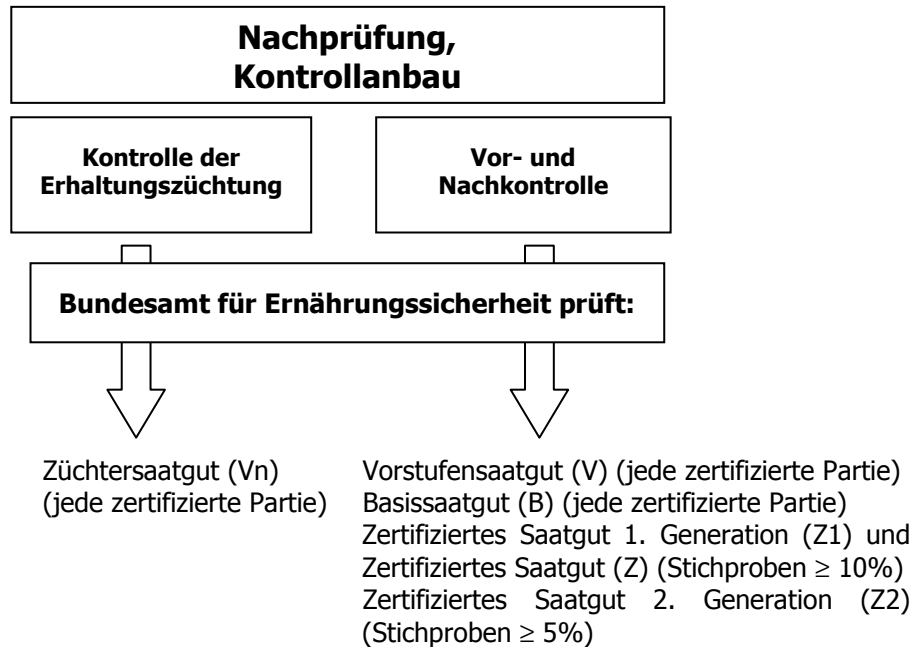 Nachprüfung,
Kontrollanbau
Kontrolle der
Erhaltungszüchtung
Vor- und
Nachkontrolle
Bundesamt für Ernährungssicherheit prüft:
Züchtersaatgut (Vn)
(jede zertifizierte Partie)
Vorstufensaatgut (V) (jede zertifizierte Partie)
Basissaatgut (B) (jede zertifizierte Partie)
Zertifiziertes Saatgut 1. Generation (Z1) und
Zertifiziertes Saatgut (Z) (Stichproben ≥ 10%)
Zertifiziertes Saatgut 2. Generation (Z2)
(Stichproben ≥ 5%)